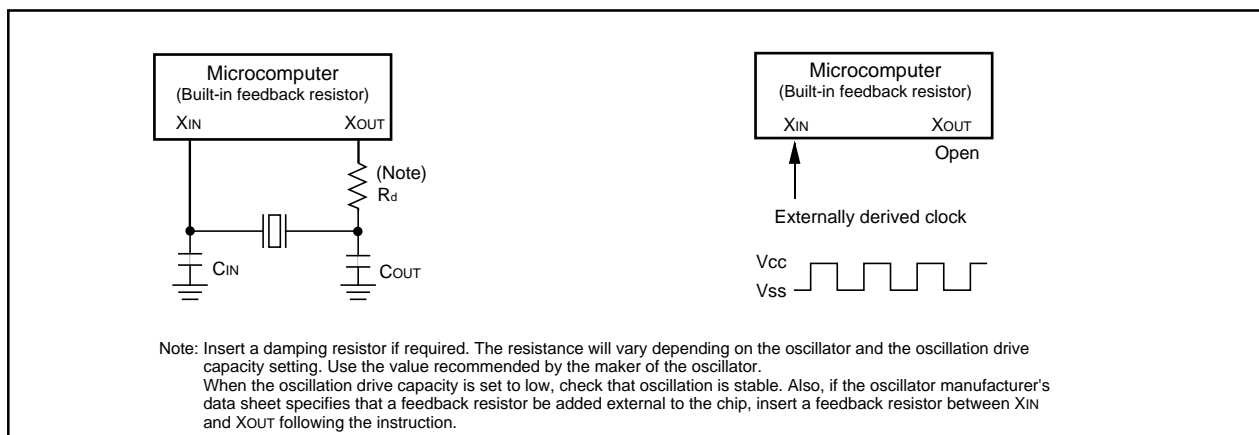 Microcomputer
(Built-in feedback resistor)
XIN XOUT
(Note)
Rd
CIN
COUT
Microcomputer
(Built-in feedback resistor)
XIN XOUT
Open
Externally derived clock
Vcc
Vss
Note: Insert a damping resistor if required. The resistance will vary depending on the oscillator and the oscillation drive
capacity setting. Use the value recommended by the maker of the oscillator.
When the oscillation drive capacity is set to low, check that oscillation is stable. Also, if the oscillator manufacturer's
data sheet specifies that a feedback resistor be added external to the chip, insert a feedback resistor between XIN
and XOUT following the instruction.